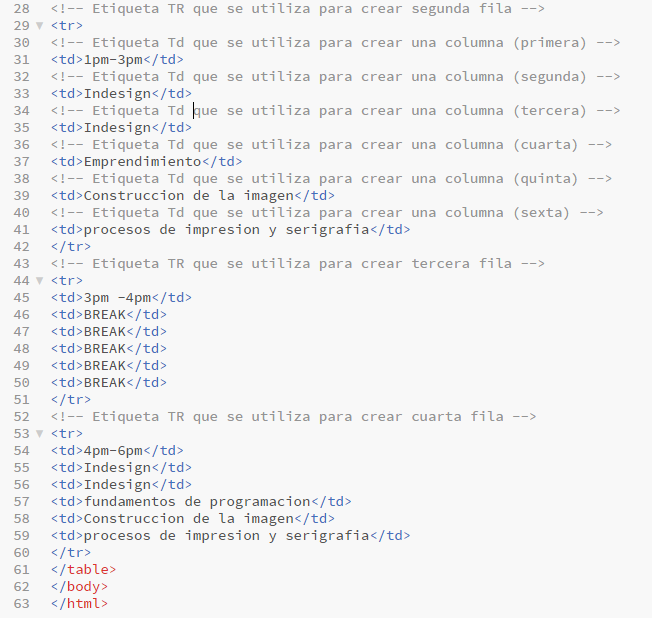 28 <!-- Etiqueta TR que se utiliza para crear segunda fila -->
29 <tr>
30 <!-- Etiqueta Td que se utiliza para crear una columna (primera) -->
31 <td>1pm-3pm</td>
32 <!-- Etiqueta Td que se utiliza para crear una columna (segunda) -->
33 <td>Indesign</td>
34 <!-- Etiqueta Td que se utiliza para crear una columna (tercera) -->
35 <td>Indesign</td>
36 <!-- Etiqueta Td que se utiliza para crear una columna (cuarta) -->
37 <td>Emprendimiento</td>
38 <!-- Etiqueta Td que se utiliza para crear una columna (quinta) -->
39 <td>Construccion de la imagen</td>
40 <!-- Etiqueta Td que se utiliza para crear una columna (sexta) -->
41 <td>procesos de impresion y serigrafia</td>
42 </tr>
43 <!-- Etiqueta TR que se utiliza para crear tercera fila -->
44 <tr>
45 <td>3pm -4pm</td>
46 <td>BREAK</td>
47 <td>BREAK</td>
48 <td>BREAK</td>
49 <td>BREAK</td>
50 <td>BREAK</td>
51 </tr>
52 <!-- Etiqueta TR que se utiliza para crear cuarta fila -->
53 <tr>
54 <td>4pm-6pm</td>
55 <td>Indesign</td>
56 <td>Indesign</td>
57 <td>fundamentos de programacion</td>
58 <td>Construccion de la imagen</td>
59 <td>procesos de impresion y serigrafia</td>
60 </tr>
61 </table>
62 </body>
63 </html>